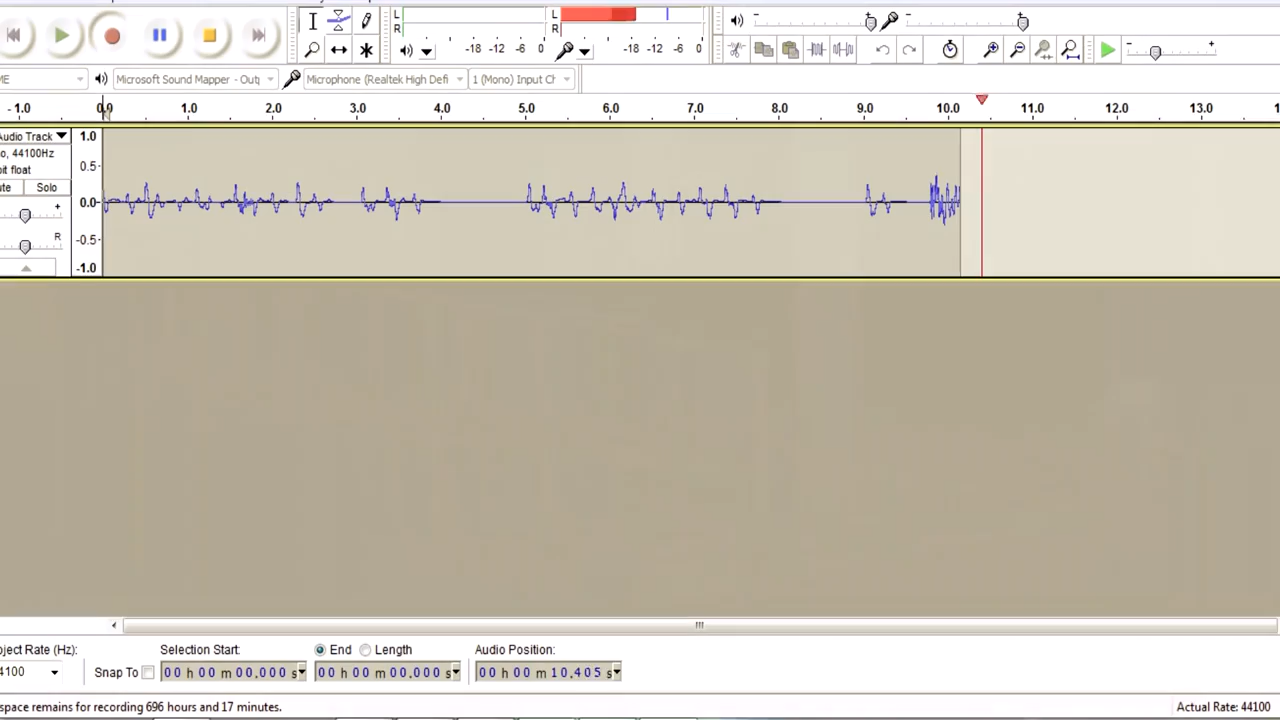 L
R
-18 -12 -6 0
L
R
-18 -12 -6 0
ME
Microsoft Sound Mapper - Outp
Microphone (Realtek High Defi
1 (Mono) Input Ch
-1.0 0.0 1.0 2.0 3.0 4.0 5.0 6.0 7.0 8.0 9.0 10.0 11.0 12.0 13.0
Audio Track
o, 44100Hz
bit float
ute Solo
R
1.0
0.5
0.0
-0.5
-1.0
oject Rate (Hz):
Selection Start:
End
Length
Audio Position:
4100
Snap To
00 h 00 m 00.000 s
00 h 00 m 00.000 s
00 h 00 m 10.405 s
space remains for recording 696 hours and 17 minutes.
Actual Rate: 44100